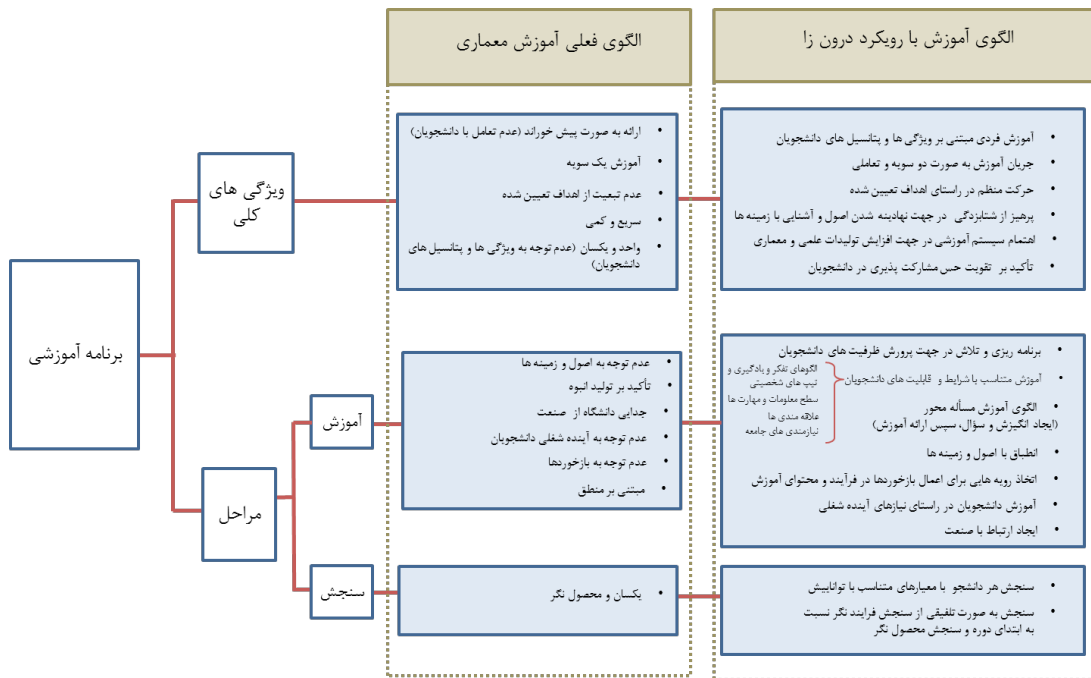 الگوی آموزش با رویکرد درون زا
الگوی فعلی آموزش معماری
برنامه آموزشی
ویژگی های
کلی
• ارائه به صورت پیش خوراند (عدم تعامل با دانشجویان)
• آموزش یک سویه
• عدم تبعیت از اهداف تعیین شده
• سریع و کمی
• واحد و یکسان (عدم توجه به ویژگی ها و پتانسیل های
دانشجویان)
• آموزش فردی مبتنی بر ویژگی ها و پتانسیل های دانشجویان
• جریان آموزش به صورت دو سویه و تعاملی
• حرکت منظم در راستای اهداف تعیین شده
• پرهیز از شتابزدگی در جهت نهادینه شدن اصول و آشنایی با زمینه ها
• اهتمام سیستم آموزشی در جهت افزایش تولیدات علمی و معماری
• تأکید بر تقویت حس مشارکت پذیری در دانشجویان
مراحل
آموزش
• عدم توجه به اصول و زمینه ها
• تأکید بر تولید انبوه
• جدایی دانشگاه از صنعت
• عدم توجه به آینده شغلی دانشجویان
• عدم توجه به بازخوردها
• مبتنی بر منطق
• برنامه ریزی و تلاش در جهت پرورش ظرفیت های دانشجویان
• آموزش متناسب با شرایط و قابلیت های دانشجویان
الگوهای تفکر و یادگیری و
تیپ های شخصیتی
سطح معلومات و مهارت ها
علاقه مندی ها
نیازمندی های جامعه
• الگوی آموزش مسأله محور
(ایجاد انگیزش و سؤال، سپس ارائه آموزش)
• انطباق با اصول و زمینه ها
• اتخاذ رویه هایی برای اعمال بازخوردها در فرآیند و محتوای آموزش
• آموزش دانشجویان در راستای نیازهای آینده شغلی
• ایجاد ارتباط با صنعت
سنجش
• یکسان و محصول نگر
• سنجش هر دانشجو با معیارهای متناسب با تواناییش
• سنجش به صورت تلفیقی از سنجش فرایند نگر نسبت
به ابتدای دوره و سنجش محصول نگر